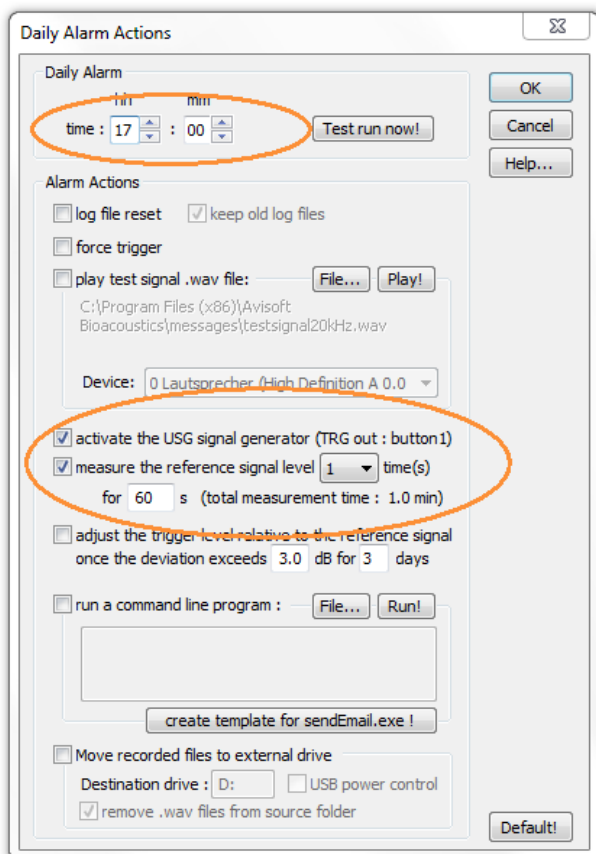 Daily Alarm Actions
Daily Alarm
hh mm
time : 17 : 00 Test run now!
OK
Cancel
Help...
Alarm Actions
log file reset keep old log files
force trigger
play test signal .wav file: File... Play!
C:\Program Files (x86)\Avisoft
Bioacoustics\messages\testsignal20kHz.wav
Device: 0 Lautsprecher (High Definition A 0.0
activate the USG signal generator (TRG out : button1)
measure the reference signal level 1 time(s)
for 60 s (total measurement time : 1.0 min)
adjust the trigger level relative to the reference signal
once the deviation exceeds 3.0 dB for 3 days
run a command line program : File... Run!
create template for sendEmail.exe !
Move recorded files to external drive
Destination drive : D: USB power control
remove .wav files from source folder
Default!